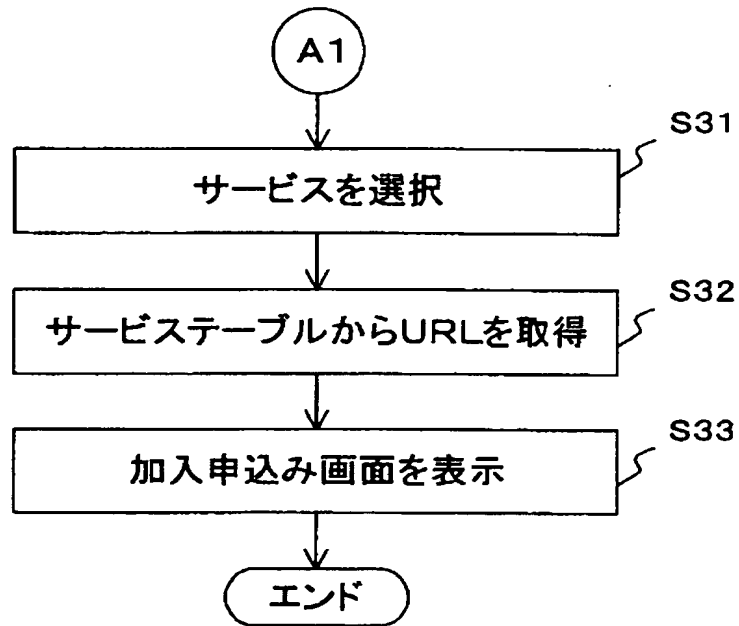 A1
S31
サービスを選択
S32
サービステーブルからURLを取得
S33
加入申込み画面を表示
エンド